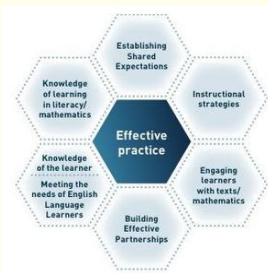 Establishing
Shared
Expectations
Knowledge
of learning
in literacy/
mathematics
Instructional
strategies
Effective
practice
Knowledge
of the learner
Meeting the
needs of English
Language
Learners
Engaging
learners
with texts/
mathematics
Building
Effective
Partnerships